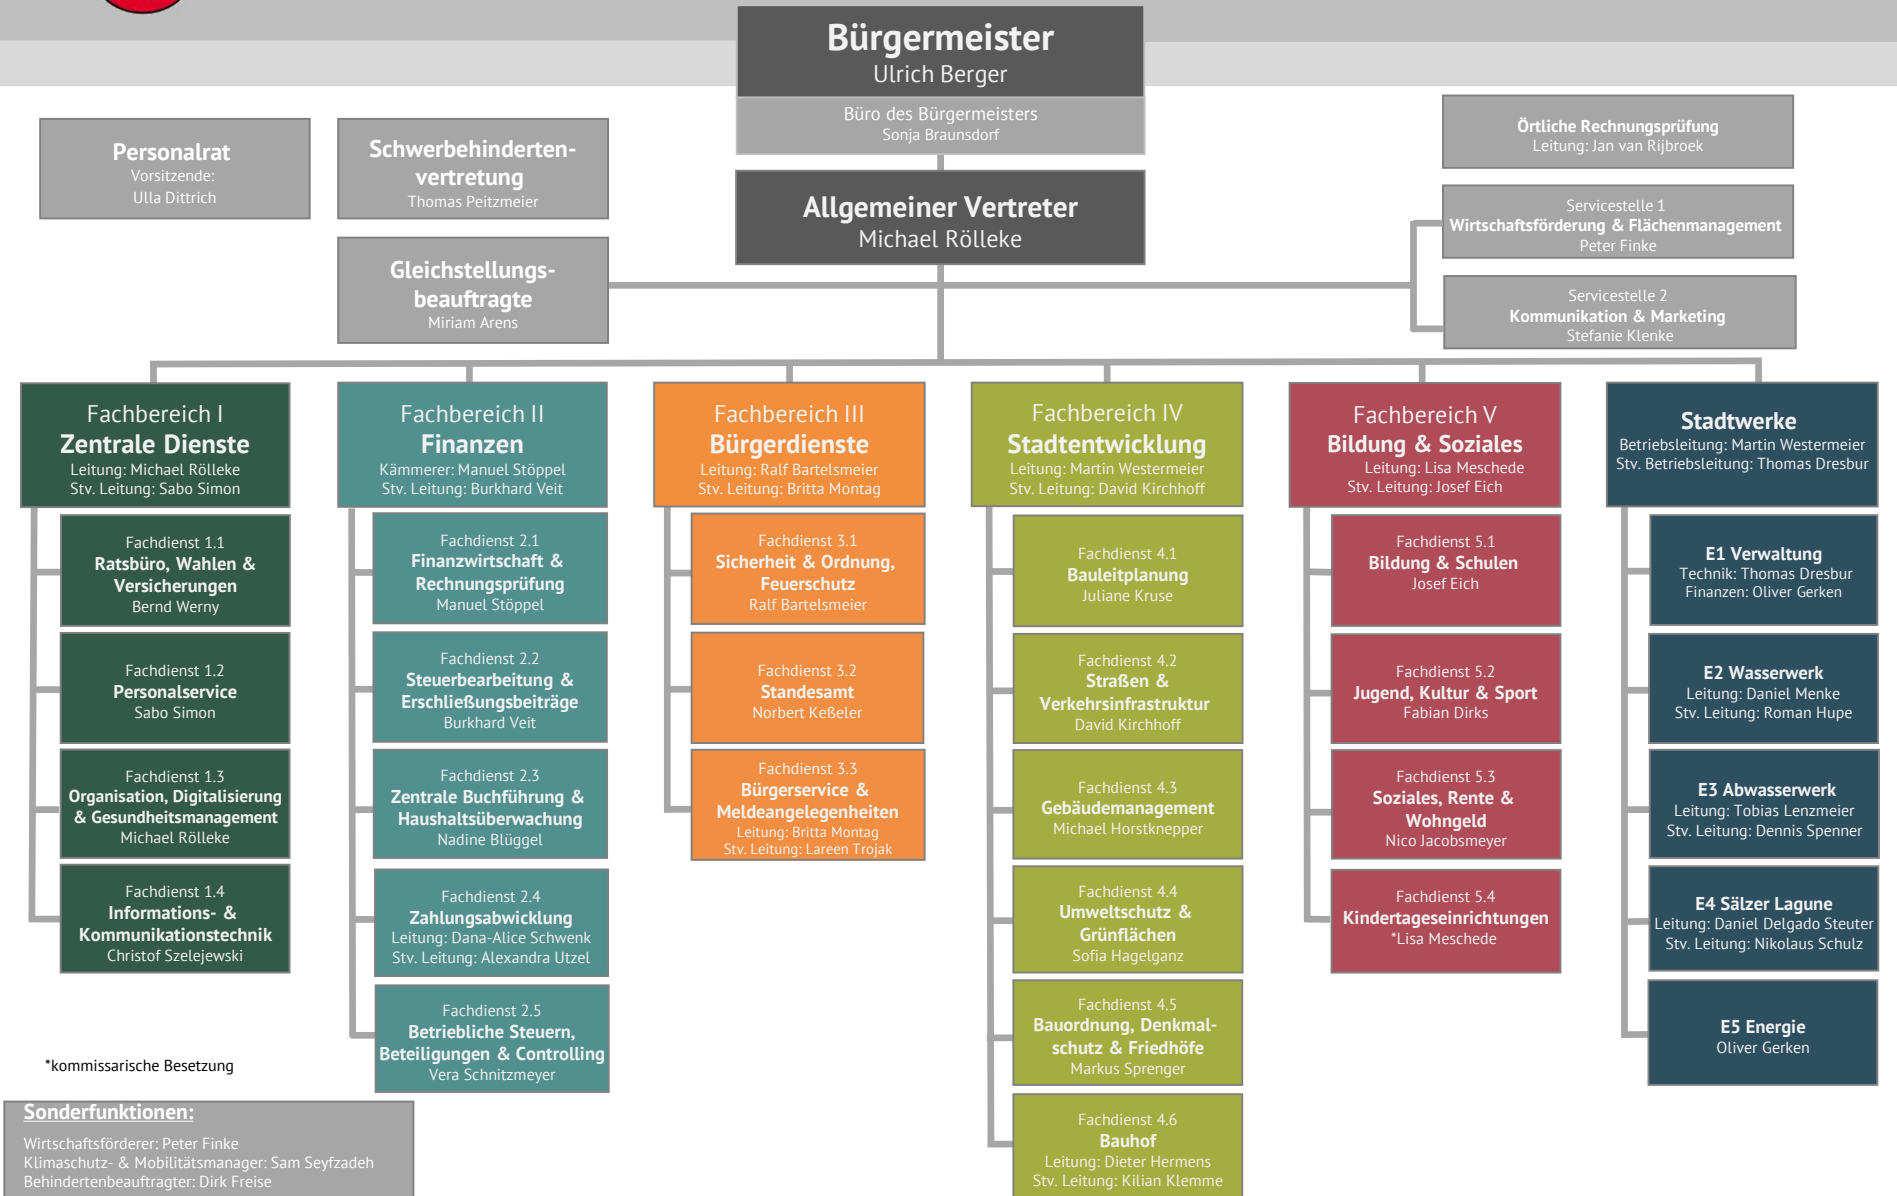 Bürgermeister
Ulrich Berger
Büro des Bürgermeisters
Sonja Braunsdorf
Personalrat
Vorsitzende:
Ulla Dittrich
Schwerbehinderten-
vertretung
Thomas Peitzmeier
Allgemeiner Vertreter
Michael Rölleke
Örtliche Rechnungsprüfung
Leitung: Jan van Rijbroek
Servicestelle 1
Wirtschaftsförderung & Flächenmanagement
Peter Finke
Gleichstellungs-
beauftragte
Miriam Arens
Servicestelle 2
Kommunikation & Marketing
Stefanie Klenke
Fachbereich I
Zentrale Dienste
Leitung: Michael Rölleke
Stv. Leitung: Sabo Simon
Fachdienst 1.1
Ratsbüro, Wahlen &
Versicherungen
Bernd Werny
Fachdienst 1.2
Personalservice
Sabo Simon
Fachdienst 1.3
Organisation, Digitalisierung
& Gesundheitsmanagement
Michael Rölleke
Fachdienst 1.4
Informations- &
Kommunikationstechnik
Christof Szelejewski
Fachbereich II
Finanzen
Kämmerer: Manuel Stöppel
Stv. Leitung: Burkhard Veit
Fachdienst 2.1
Finanzwirtschaft &
Rechnungsprüfung
Manuel Stöppel
Fachdienst 2.2
Steuerbearbeitung &
Erschließungsbeiträge
Burkhard Veit
Fachdienst 2.3
Zentrale Buchführung &
Haushaltsüberwachung
Nadine Blüggel
Fachdienst 2.4
Zahlungsabwicklung
Leitung: Dana-Alice Schwenk
Stv. Leitung: Alexandra Utzel
Fachdienst 2.5
Betriebliche Steuern,
Beteiligungen & Controlling
Vera Schnitzmeyer
Fachbereich III
Bürgerdienste
Leitung: Ralf Bartelsmeier
Stv. Leitung: Britta Montag
Fachdienst 3.1
Sicherheit & Ordnung,
Feuerschutz
Ralf Bartelsmeier
Fachdienst 3.2
Standesamt
Norbert Keßeler
Fachdienst 3.3
Bürgerservice &
Meldeangelegenheiten
Leitung: Britta Montag
Stv. Leitung: Lareen Trojak
Fachbereich IV
Stadtentwicklung
Leitung: Martin Westermeier
Stv. Leitung: David Kirchhoff
Fachdienst 4.1
Bauleitplanung
Juliane Kruse
Fachdienst 4.2
Straßen &
Verkehrsinfrastruktur
David Kirchhoff
Fachdienst 4.3
Gebäudemanagement
Michael Horstknepper
Fachdienst 4.4
Umweltschutz &
Grünflächen
Sofia Hagelganz
Fachdienst 4.5
Bauordnung, Denkmal-
schutz & Friedhöfe
Markus Sprenger
Fachdienst 4.6
Bauhof
Leitung: Dieter Hermens
Stv. Leitung: Kilian Klemme
Fachbereich V
Bildung & Soziales
Leitung: Lisa Meschede
Stv. Leitung: Josef Eich
Fachdienst 5.1
Bildung & Schulen
Josef Eich
Fachdienst 5.2
Jugend, Kultur & Sport
Fabian Dirks
Fachdienst 5.3
Soziales, Rente &
Wohngeld
Nico Jacobsmeyer
Fachdienst 5.4
Kindertageseinrichtungen
*Lisa Meschede
Stadtwerke
Betriebsleitung: Martin Westermeier
Stv. Betriebsleitung: Thomas Dresbur
E1 Verwaltung
Technik: Thomas Dresbur
Finanzen: Oliver Gerken
E2 Wasserwerk
Leitung: Daniel Menke
Stv. Leitung: Roman Hupe
E3 Abwasserwerk
Leitung: Tobias Lenzmeier
Stv. Leitung: Dennis Spenner
E4 Sälzer Lagune
Leitung: Daniel Delgado Steuter
Stv. Leitung: Nikolaus Schulz
E5 Energie
Oliver Gerken
*kommissarische Besetzung
Sonderfunktionen:
Wirtschaftsförderer: Peter Finke
Klimaschutz- & Mobilitätsmanager: Sam Seyfzadeh
Behindertenbeauftragter: Dirk Freise